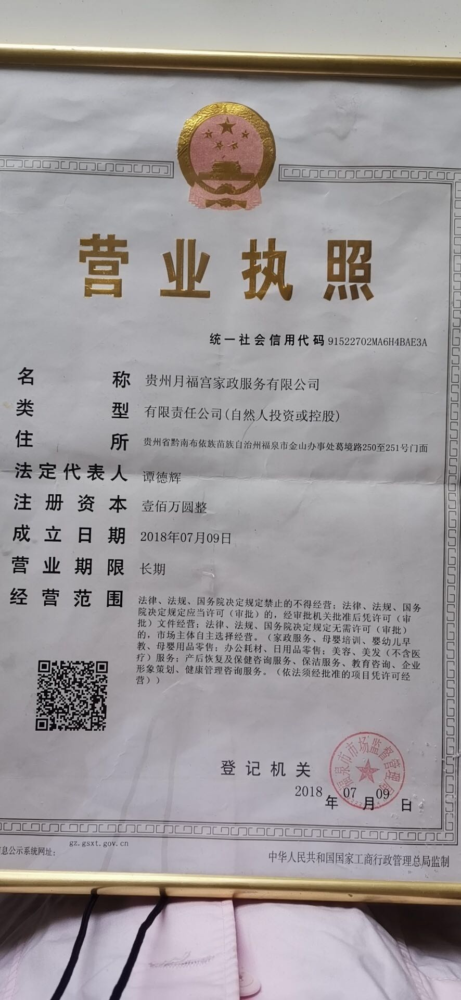 营业执照
统一社会信用代码 91522702MA6H4BAE3A
名称 贵州月福宫家政服务有限公司
类型 有限责任公司(自然人投资或控股)
住所 贵州省黔南布依族苗族自治州福泉市金山办事处葛境路250至251号门面
法定代表人 谭德辉
注册资本 壹佰万圆整
成立日期 2018年07月09日
营业期限 长期
经营范围 法律、法规、国务院决定规定禁止的不得经营；法律、法规、国务
院决定规定应当许可（审批）的，经审批机关批准后凭许可（审
批）文件经营；法律、法规、国务院决定规定无需许可（审批）
的，市场主体自主选择经营。（家政服务、母婴培训、婴幼儿早
教、母婴用品零售；办公耗材、日用品零售；美容、美发（不含医
疗）服务；产后恢复及保健咨询服务、保洁服务、教育咨询、企业
形象策划、健康管理咨询服务。（依法须经批准的项目凭许可经
营））
福泉市市场监督管理局
登记机关
2018年07月09日
息公示系统网址： gz.gsxt.gov.cn
中华人民共和国国家工商行政管理总局监制